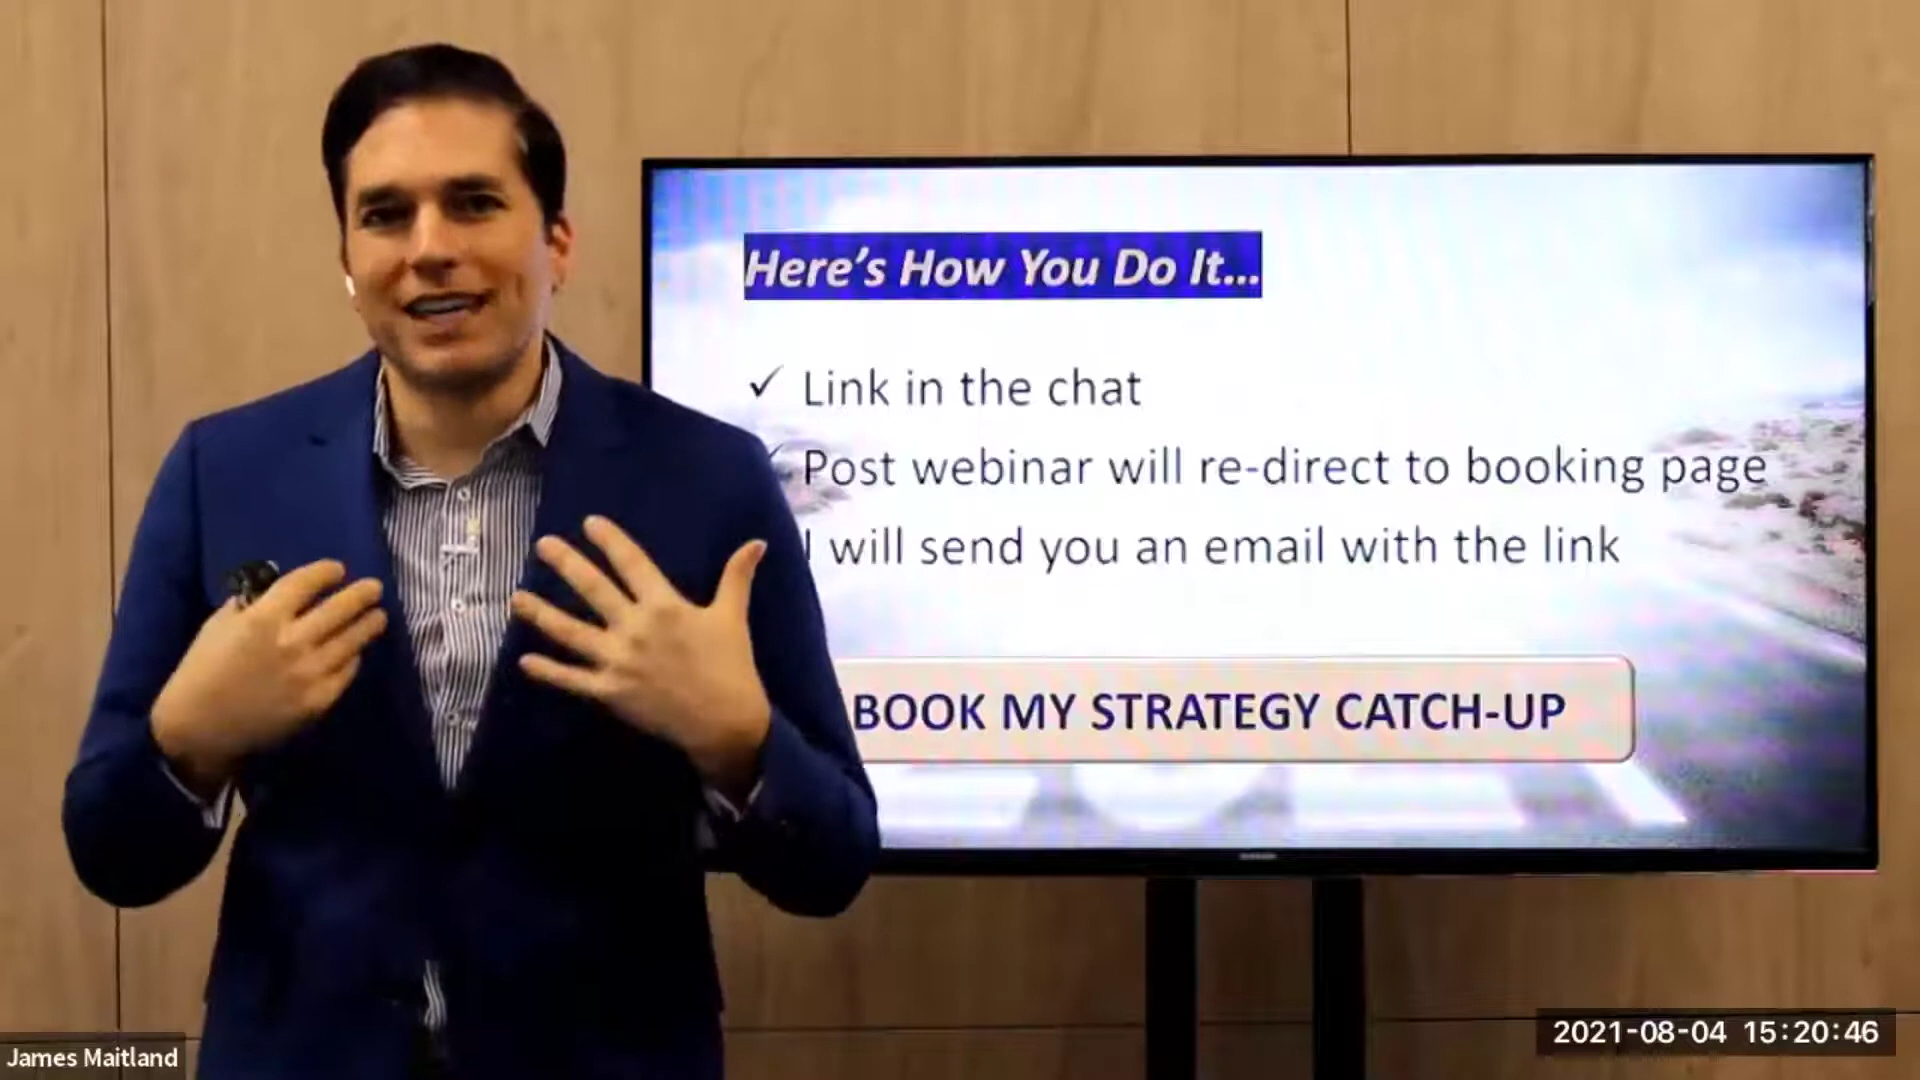 Here's How You Do It...
✓ Link in the chat
✓ Post webinar will re-direct to booking page
I will send you an email with the link
BOOK MY STRATEGY CATCH-UP
2021-08-04 15:20:46
James Maitland